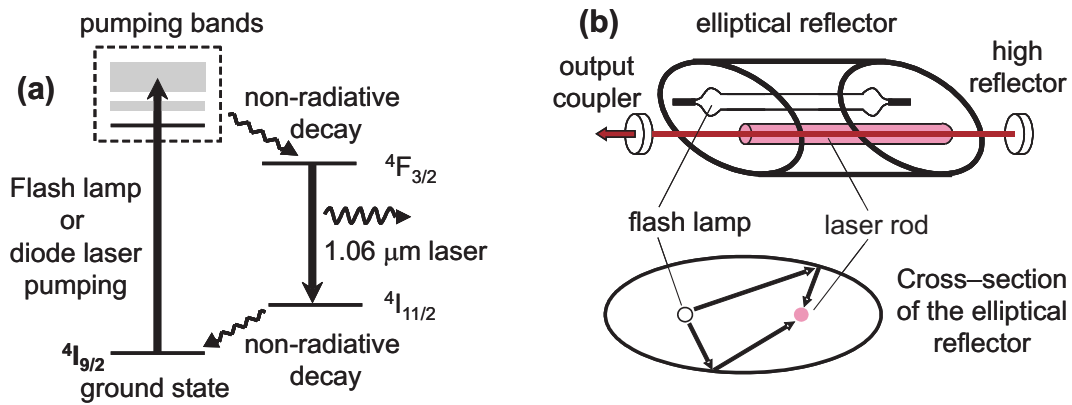 (a)
pumping bands
non-radiative
decay
⁴F₃/₂
Flash lamp
or
diode laser
pumping
1.06 μm laser
⁴I₁₁/₂
non-radiative
decay
⁴I₉/₂
ground state
(b)
elliptical reflector
output
coupler
high
reflector
flash lamp
laser rod
Cross–section
of the elliptical
reflector